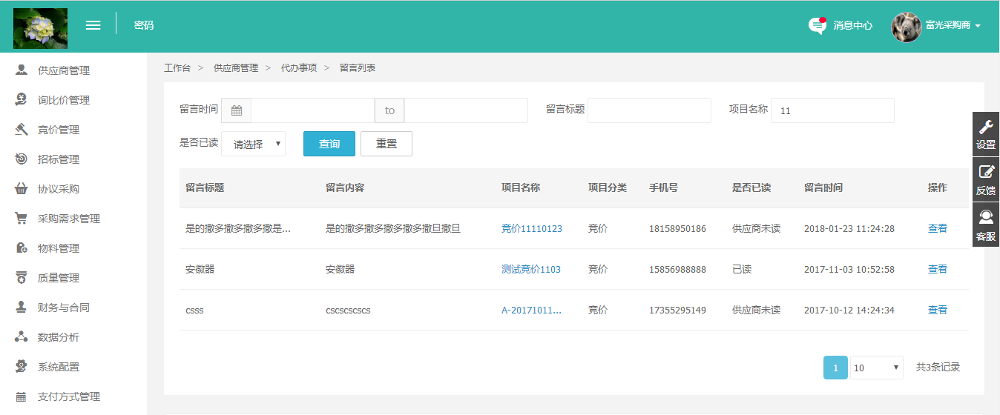 密码
消息中心
富光采购商
供应商管理
询比价管理
竞价管理
招标管理
协议采购
采购需求管理
物料管理
质量管理
财务与合同
数据分析
系统配置
支付方式管理
工作台 > 供应商管理 > 代办事项 > 留言列表
留言时间 to 留言标题 项目名称 11
是否已读 请选择 查询 重置
留言标题 留言内容 项目名称 项目分类 手机号 是否已读 留言时间 操作
是的撒多撒多撒多撒是... 是的撒多撒多撒多撒多撒且撒且 竞价11110123 竞价 18158950186 供应商未读 2018-01-23 11:24:28 查看
安徽器 安徽器 测试竞价1103 竞价 15856988888 已读 2017-11-03 10:52:58 查看
csss cscscscscs A-20171011... 竞价 17355295149 供应商未读 2017-10-12 14:24:34 查看
1 10 共3条记录
设置
反馈
客服